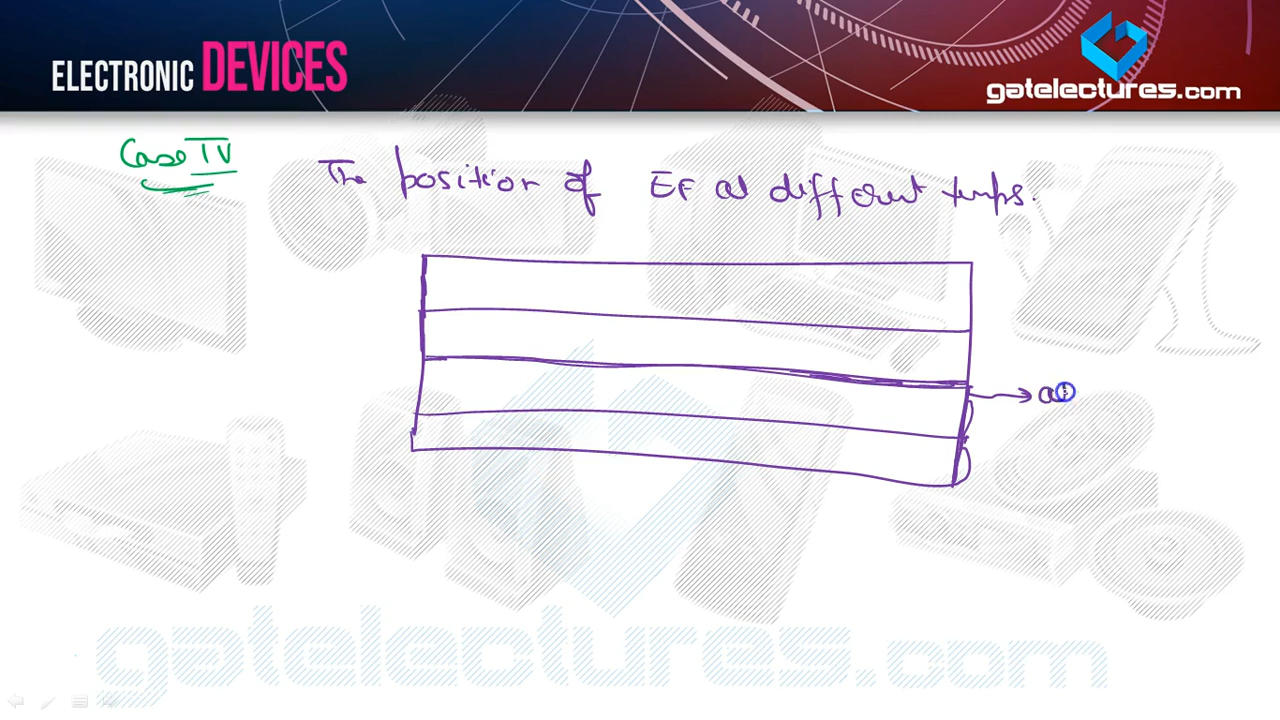 ELECTRONIC DEVICES
gatelectures.com
Case IV
The position of EF at different temps.
gatelectures.com